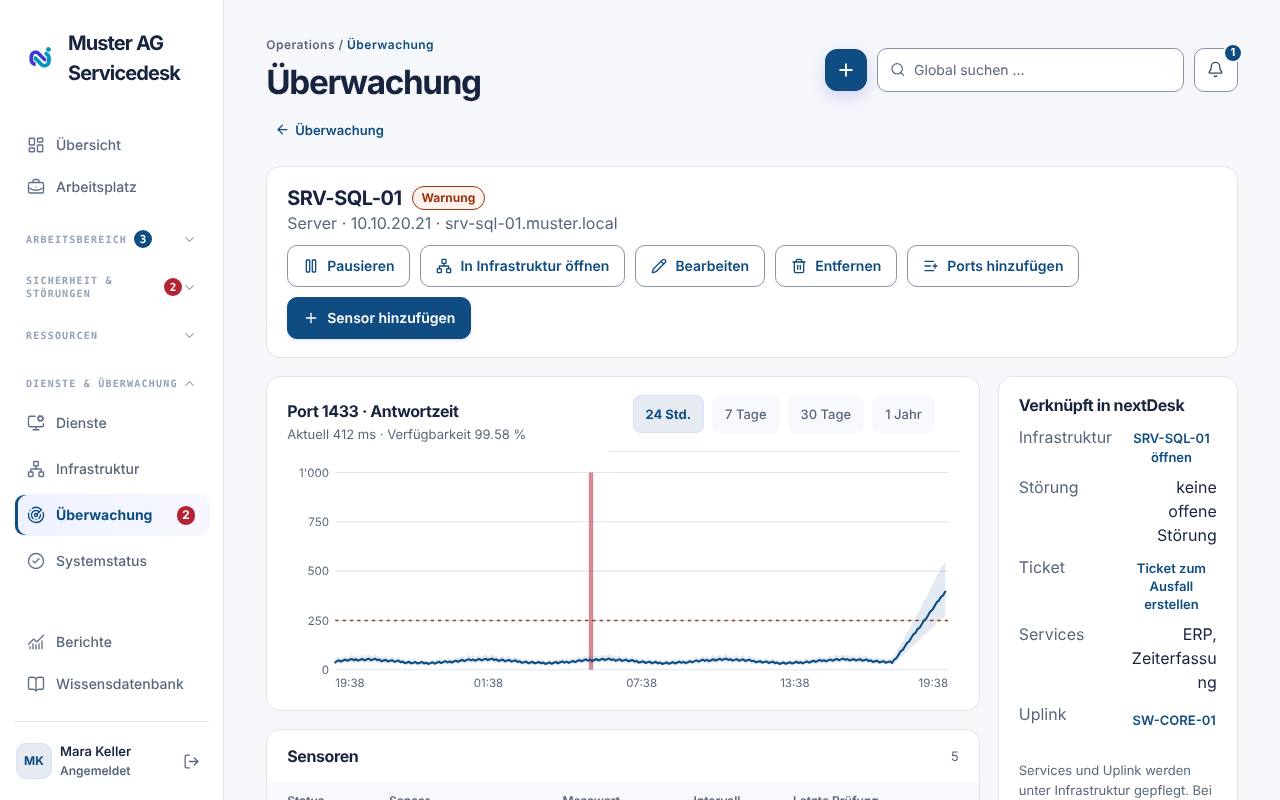 Muster AG
Servicedesk
Übersicht
Arbeitsplatz
ARBEITSBEREICH 3
SICHERHEIT &
STÖRUNGEN 2
RESSOURCEN
DIENSTE & ÜBERWACHUNG
Dienste
Infrastruktur
Überwachung 2
Systemstatus
Berichte
Wissensdatenbank
MK
Mara Keller
Angemeldet
Operations / Überwachung
Überwachung
Global suchen ...
1
Überwachung
SRV-SQL-01 Warnung
Server · 10.10.20.21 · srv-sql-01.muster.local
Pausieren
In Infrastruktur öffnen
Bearbeiten
Entfernen
Ports hinzufügen
Sensor hinzufügen
Port 1433 · Antwortzeit
Aktuell 412 ms · Verfügbarkeit 99.58 %
24 Std. 7 Tage 30 Tage 1 Jahr
1'000
750
500
250
0
19:38 01:38 07:38 13:38 19:38
Sensoren 5
Status Sensor Messwert Intervall Letzte Prüfung
Verknüpft in nextDesk
Infrastruktur SRV-SQL-01
öffnen
Störung keine
offene
Störung
Ticket Ticket zum
Ausfall
erstellen
Services ERP,
Zeiterfassu
ng
Uplink SW-CORE-01
Services und Uplink werden
unter Infrastruktur gepflegt. Bei